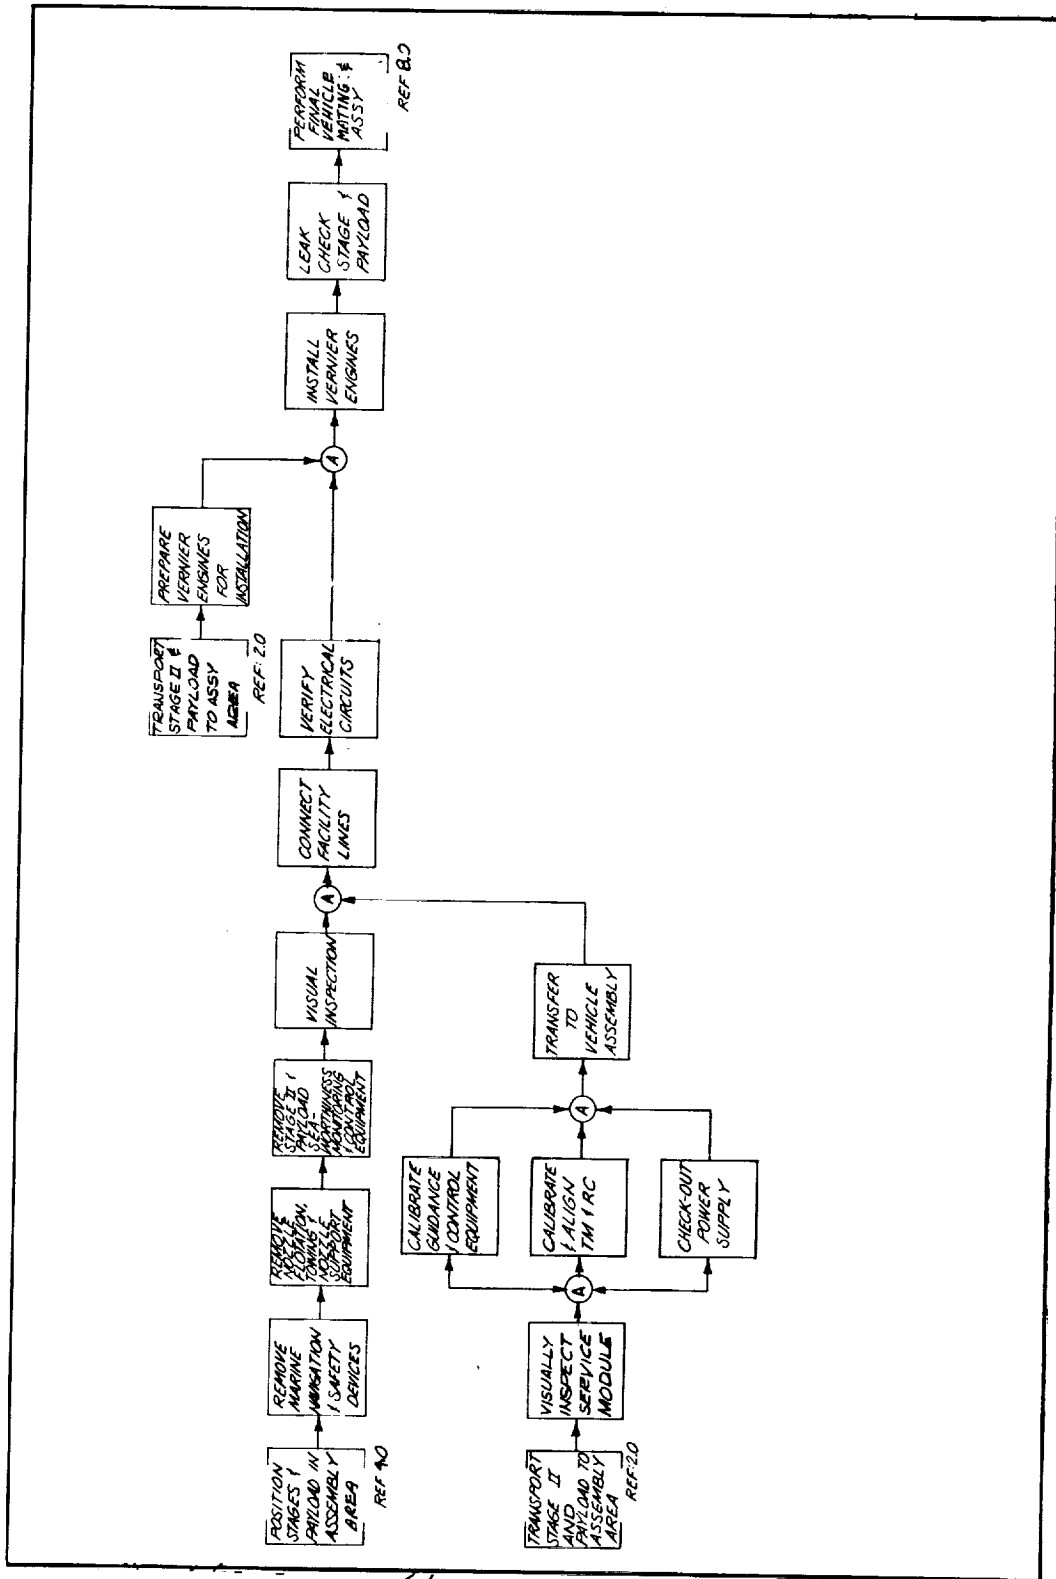 POSITION
STAGES &
PAYLOAD IN
ASSEMBLY
AREA
REF 4.0
REMOVE
MARINE
NAVIGATION
& SAFETY
DEVICES
REMOVE
NOZZLE
FLOTATION,
TOWING &
NOZZLE
SUPPORT
EQUIPMENT
REMOVE
STAGE II &
PAYLOAD
SEA-
WORTHINESS
MONITORING
& CONTROL
EQUIPMENT
VISUAL
INSPECTION
A
CONNECT
FACILITY
LINES
VERIFY
ELECTRICAL
CIRCUITS
TRANSPORT
STAGE II &
PAYLOAD
TO ASSY
AREA
REF: 2.0
PREPARE
VERNIER
ENGINES
FOR
INSTALLATION
A
INSTALL
VERNIER
ENGINES
LEAK
CHECK
STAGE &
PAYLOAD
PERFORM
FINAL
VEHICLE
MATING &
ASSY
REF 8.0
TRANSPORT
STAGE II
AND
PAYLOAD TO
ASSEMBLY
AREA
REF: 2.0
VISUALLY
INSPECT
SERVICE
MODULE
A
CALIBRATE
GUIDANCE
& CONTROL
EQUIPMENT
CALIBRATE
& ALIGN
TM & RC
CHECK-OUT
POWER
SUPPLY
A
TRANSFER
TO
VEHICLE
ASSEMBLY